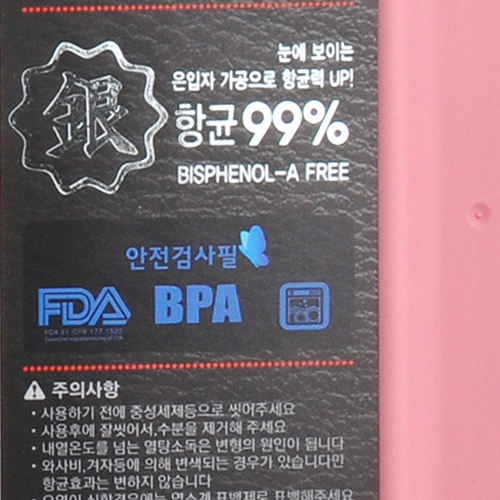 눈에 보이는
은입자 가공으로 항균력 UP!
銀
항균 99%
BISPHENOL-A FREE
안전검사필
FDA BPA
FDA 21 CFR 177.1520
주의사항
• 사용하기 전에 중성세제등으로 씻어주세요
• 사용후에 잘씻어서,수분을 제거해 주세요
• 내열온도를 넘는 열탕소독은 변형의 원인이 됩니다
• 와사비,겨자등에 의해 변색되는 경우가 있습니다만
항균효과는 변하지 않습니다